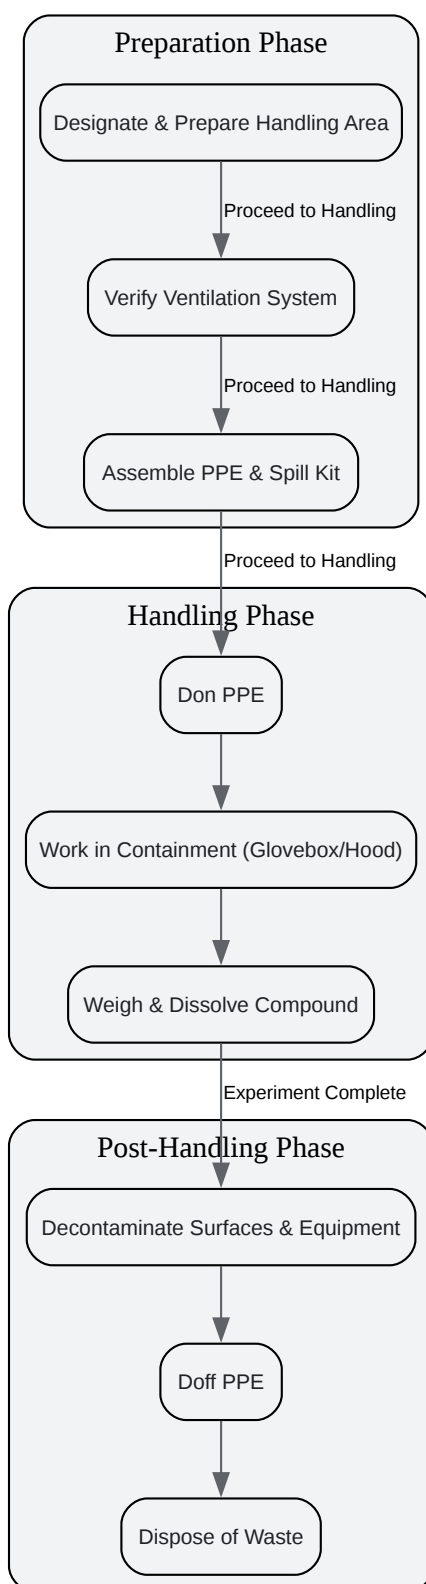 Preparation Phase
Designate & Prepare Handling Area
Proceed to Handling
Verify Ventilation System
Proceed to Handling
Assemble PPE & Spill Kit
Proceed to Handling
Handling Phase
Don PPE
Work in Containment (Glovebox/Hood)
Weigh & Dissolve Compound
Experiment Complete
Post-Handling Phase
Decontaminate Surfaces & Equipment
Doff PPE
Dispose of Waste